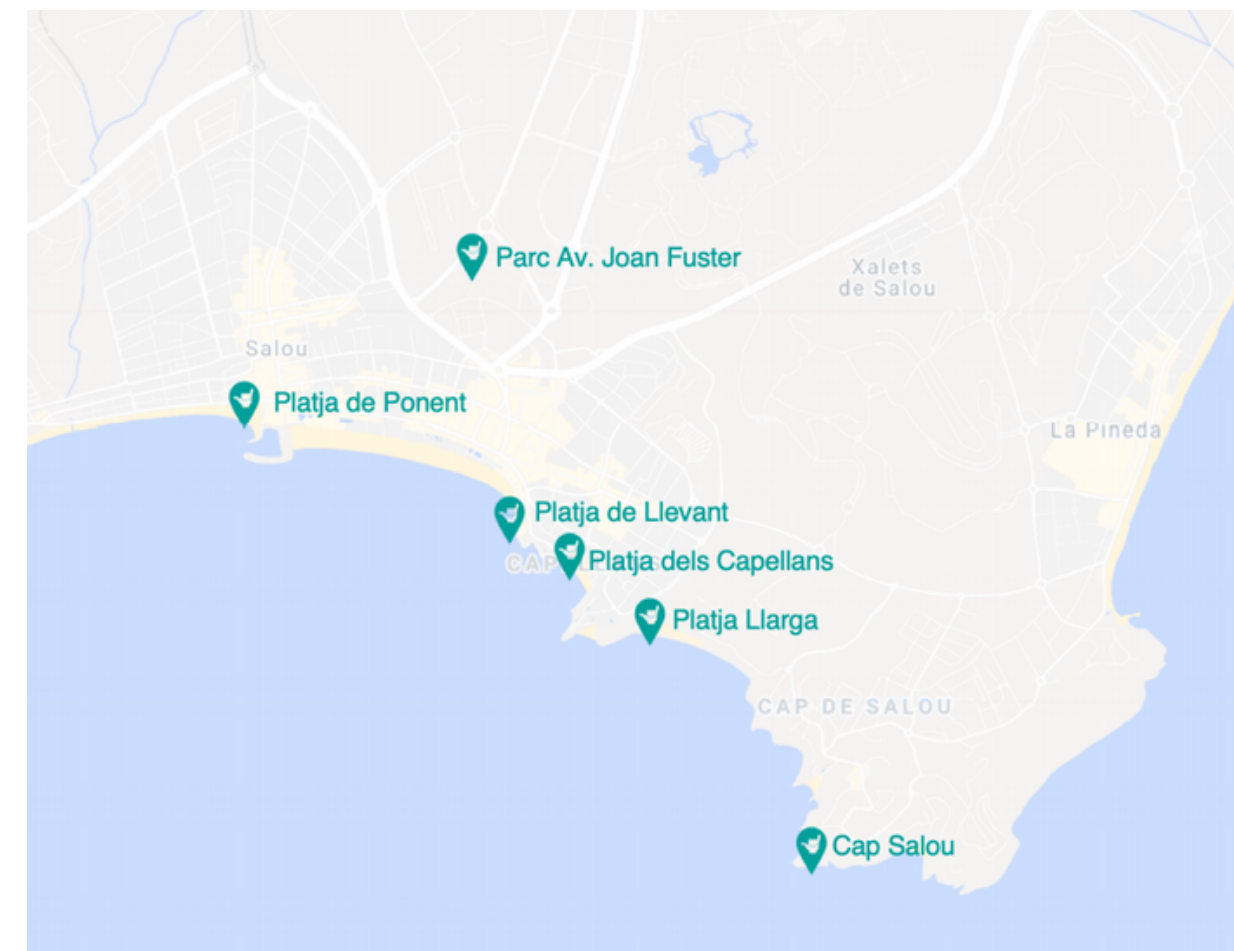 Parc Av. Joan Fuster
Xalets
de Salou
Salou
Platja de Ponent
La Pineda
Platja de Llevant
Platja dels Capellans
Platja Llarga
CAP DE SALOU
Cap Salou